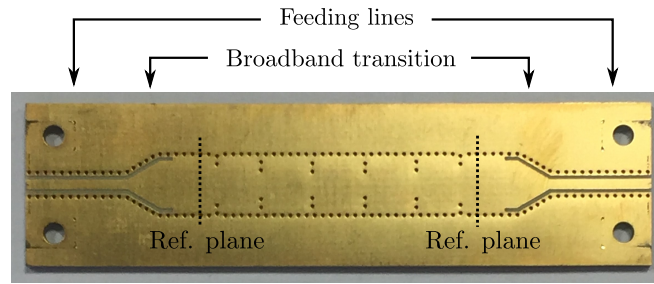 Feeding lines
Broadband transition
Ref. plane
Ref. plane